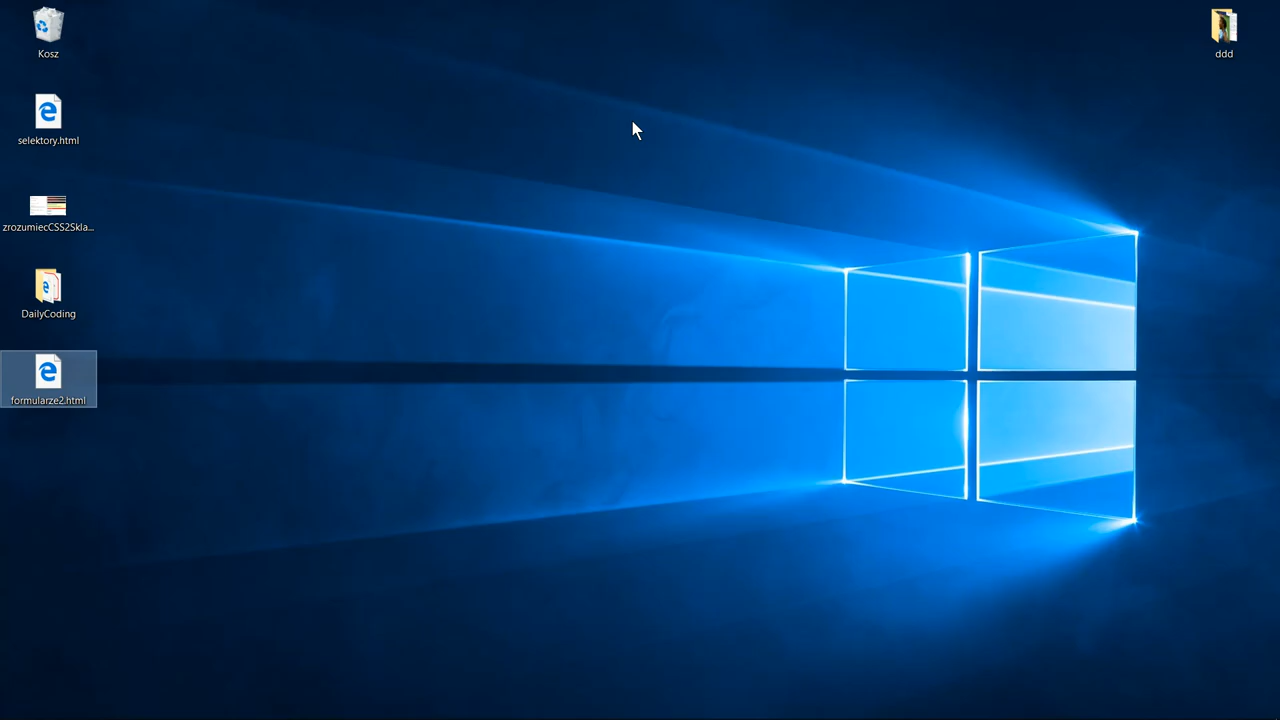 Kosz
ddd
selektory.html
zrozumiecCSS2Skla...
DailyCoding
formularze2.html